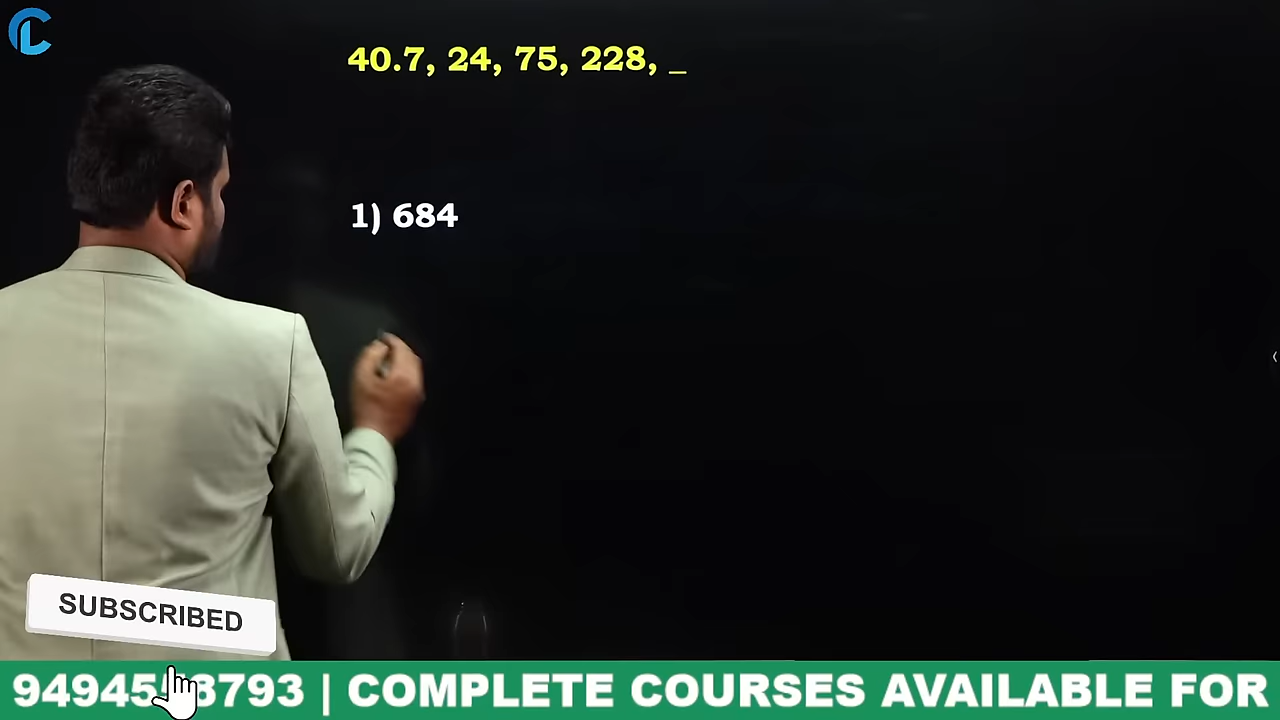 40.7, 24, 75, 228, _
1) 684
SUBSCRIBED
| COMPLETE COURSES AVAILABLE FOR